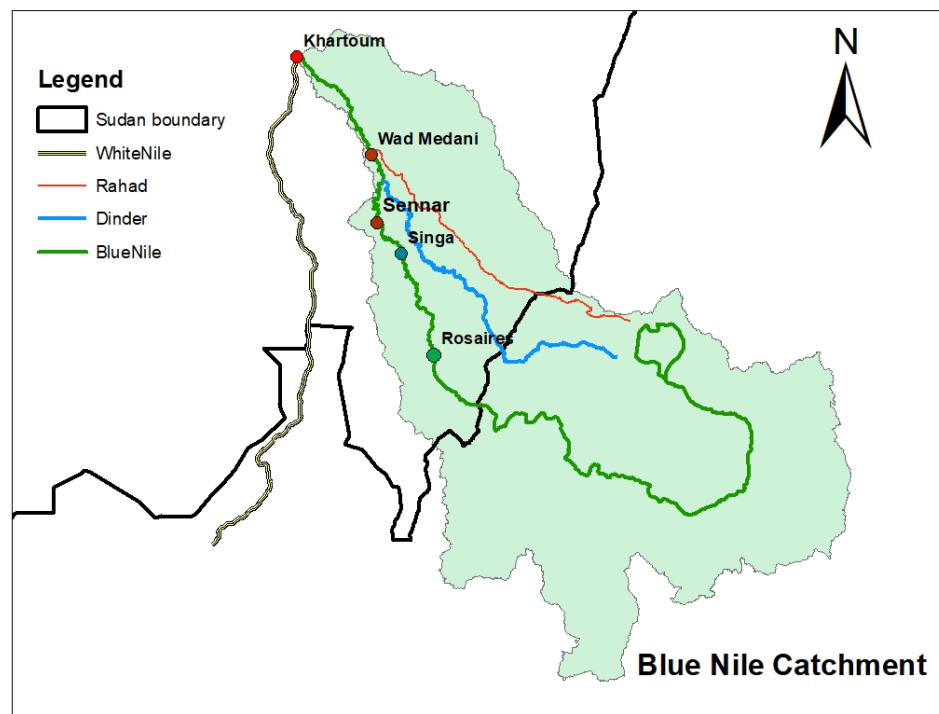 Khartoum
N
Legend
Sudan boundary
WhiteNile
Rahad
Dinder
BlueNile
Wad Medani
Sennar
Singa
Rosaires
Blue Nile Catchment